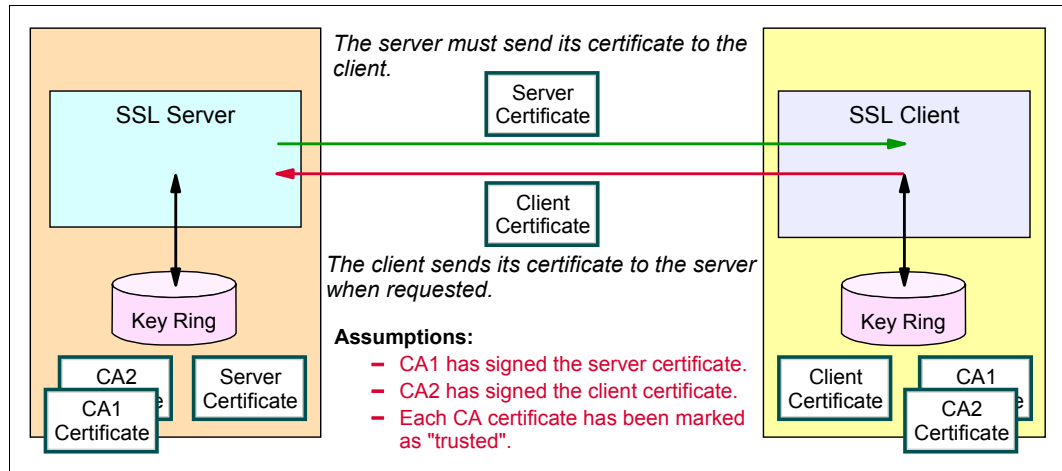 The server must send its certificate to the
client.
SSL Server
Server
Certificate
SSL Client
Client
Certificate
The client sends its certificate to the server
when requested.
Key Ring
Key Ring
Assumptions:
– CA1 has signed the server certificate.
– CA2 has signed the client certificate.
– Each CA certificate has been marked
as "trusted".
CA2
CA1
Certificate
Server
Certificate
Client
Certificate
CA1
CA2
Certificate